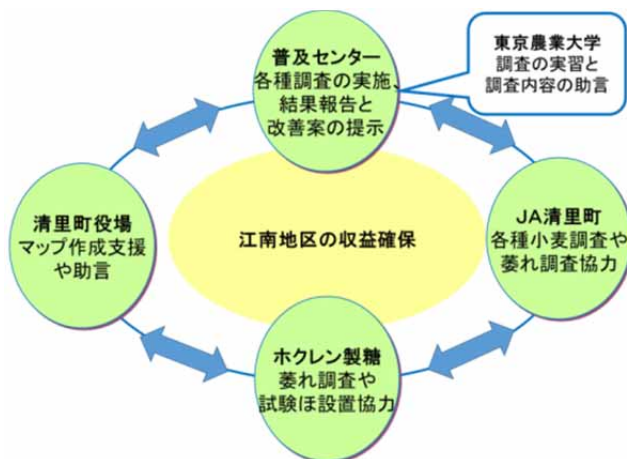 普及センター
各種調査の実施、
結果報告と
改善案の提示
東京農業大学
調査の実習と
調査内容の助言
清里町役場
マップ作成支援
や助言
江南地区の収益確保
JA清里町
各種小麦調査や
萎れ調査協力
ホクレン製糖
萎れ調査や
試験ほ設置協力